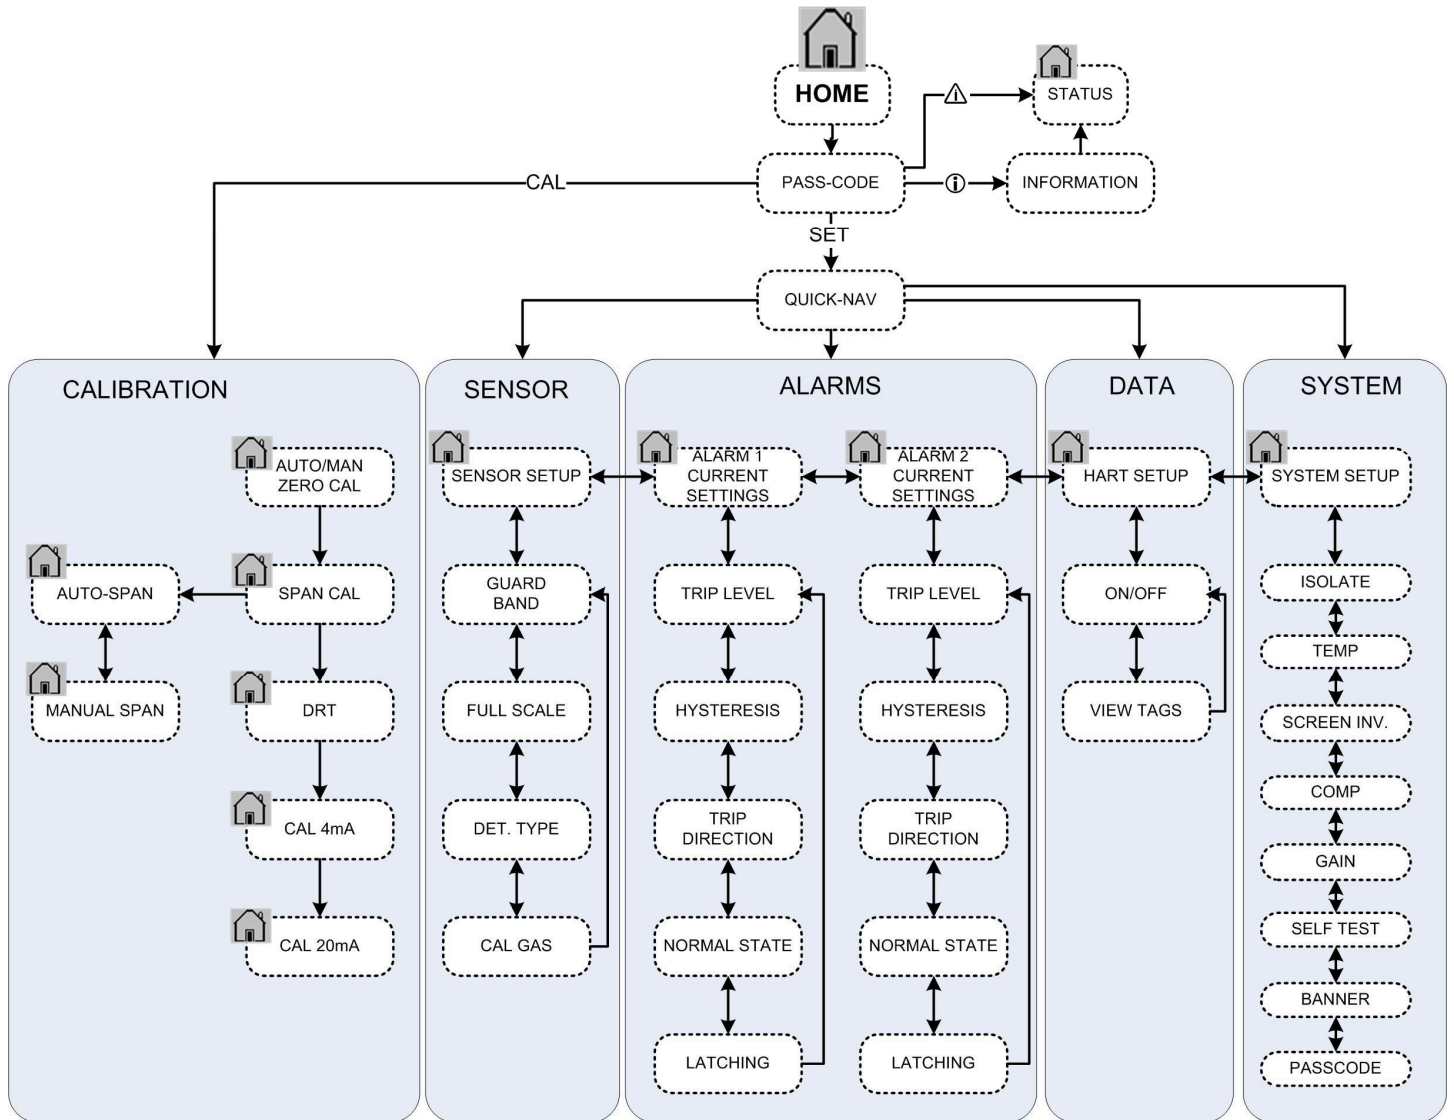 HOME
STATUS
PASS-CODE
INFORMATION
CAL
SET
QUICK-NAV
CALIBRATION
AUTO/MAN
ZERO CAL
AUTO-SPAN
SPAN CAL
MANUAL SPAN
DRT
CAL 4mA
CAL 20mA
SENSOR
SENSOR SETUP
GUARD
BAND
FULL SCALE
DET. TYPE
CAL GAS
ALARMS
ALARM 1
CURRENT
SETTINGS
TRIP LEVEL
HYSTERESIS
TRIP
DIRECTION
NORMAL STATE
LATCHING
ALARM 2
CURRENT
SETTINGS
TRIP LEVEL
HYSTERESIS
TRIP
DIRECTION
NORMAL STATE
LATCHING
DATA
HART SETUP
ON/OFF
VIEW TAGS
SYSTEM
SYSTEM SETUP
ISOLATE
TEMP
SCREEN INV.
COMP
GAIN
SELF TEST
BANNER
PASSCODE